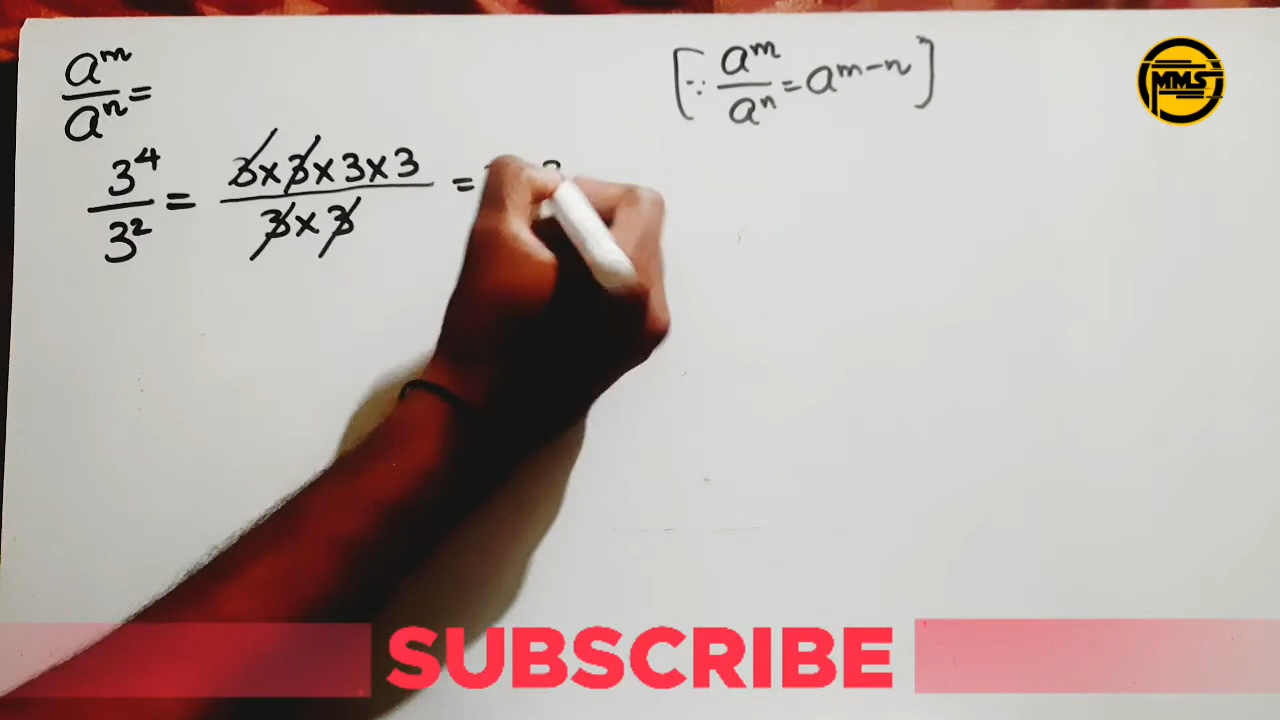 a^m/a^n =
[∵ a^m/a^n = a^(m-n)]
MMS
3^4/3^2 = 3×3×3×3/3×3 =
SUBSCRIBE